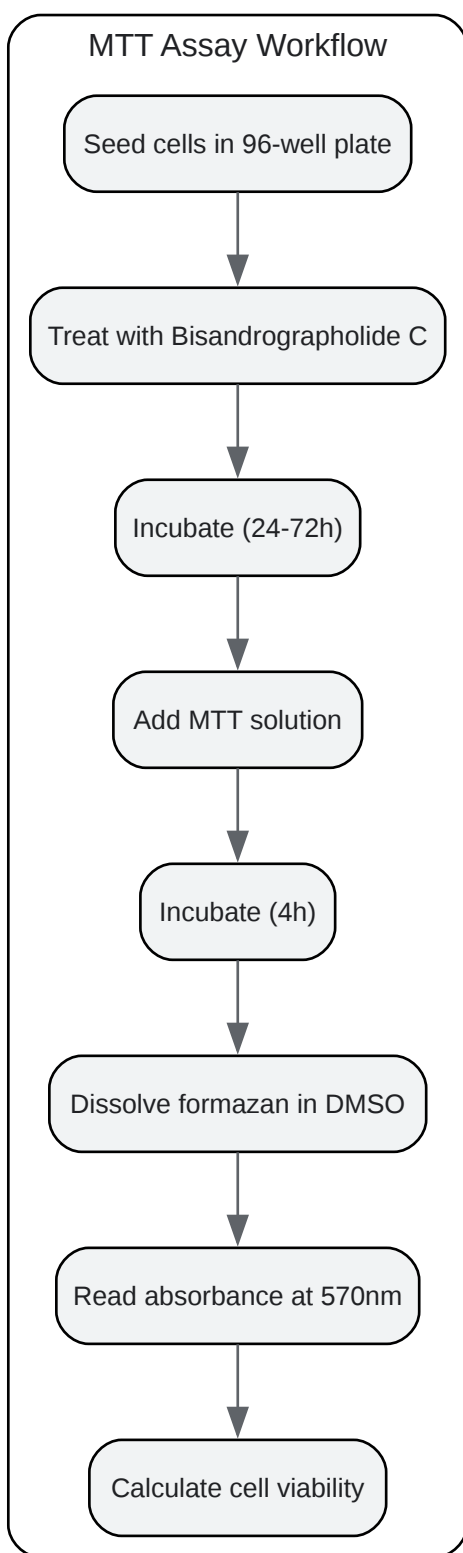 MTT Assay Workflow
Seed cells in 96-well plate
Treat with Bisandrographolide C
Incubate (24-72h)
Add MTT solution
Incubate (4h)
Dissolve formazan in DMSO
Read absorbance at 570nm
Calculate cell viability